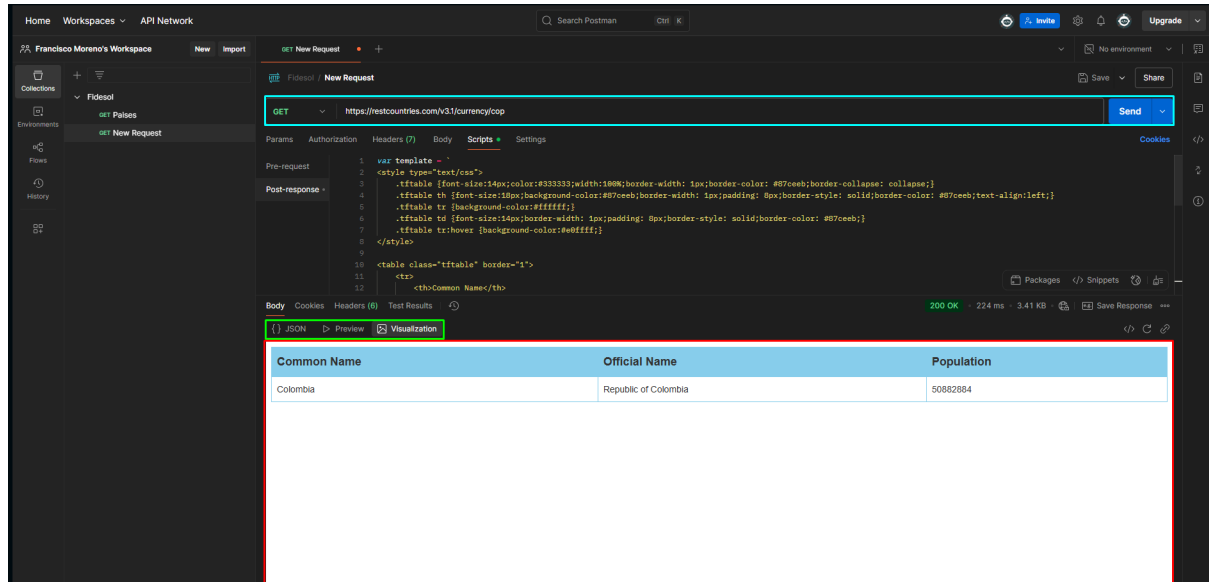 Home Workspaces API Network Search Postman Ctrl K Invite Upgrade
Francisco Moreno's Workspace New Import GET New Request No environment
Collections
Environments
Flows
History
Fidesol
GET Paises
GET New Request
HTTP Fidesol / New Request Save Share
GET https://restcountries.com/v3.1/currency/cop Send
Params Authorization Headers (7) Body Scripts Settings Cookies
Pre-request
Post-response
1 var template = `
2 <style type="text/css">
3 .tftable {font-size:14px;color:#333333;width:100%;border-width: 1px;border-color: #87ceeb;border-collapse: collapse;}
4 .tftable th {font-size:18px;background-color:#87ceeb;border-width: 1px;padding: 8px;border-style: solid;border-color: #87ceeb;text-align:left;}
5 .tftable tr {background-color:#ffffff;}
6 .tftable td {font-size:14px;border-width: 1px;padding: 8px;border-style: solid;border-color: #87ceeb;}
7 .tftable tr:hover {background-color:#e0ffff;}
8 </style>
9
10 <table class="tftable" border="1">
11 <tr>
12 <th>Common Name</th>
Packages </> Snippets
Body Cookies Headers (6) Test Results 200 OK 224 ms 3.41 KB Save Response
{} JSON Preview Visualization
Common Name Official Name Population
Colombia Republic of Colombia 50882884